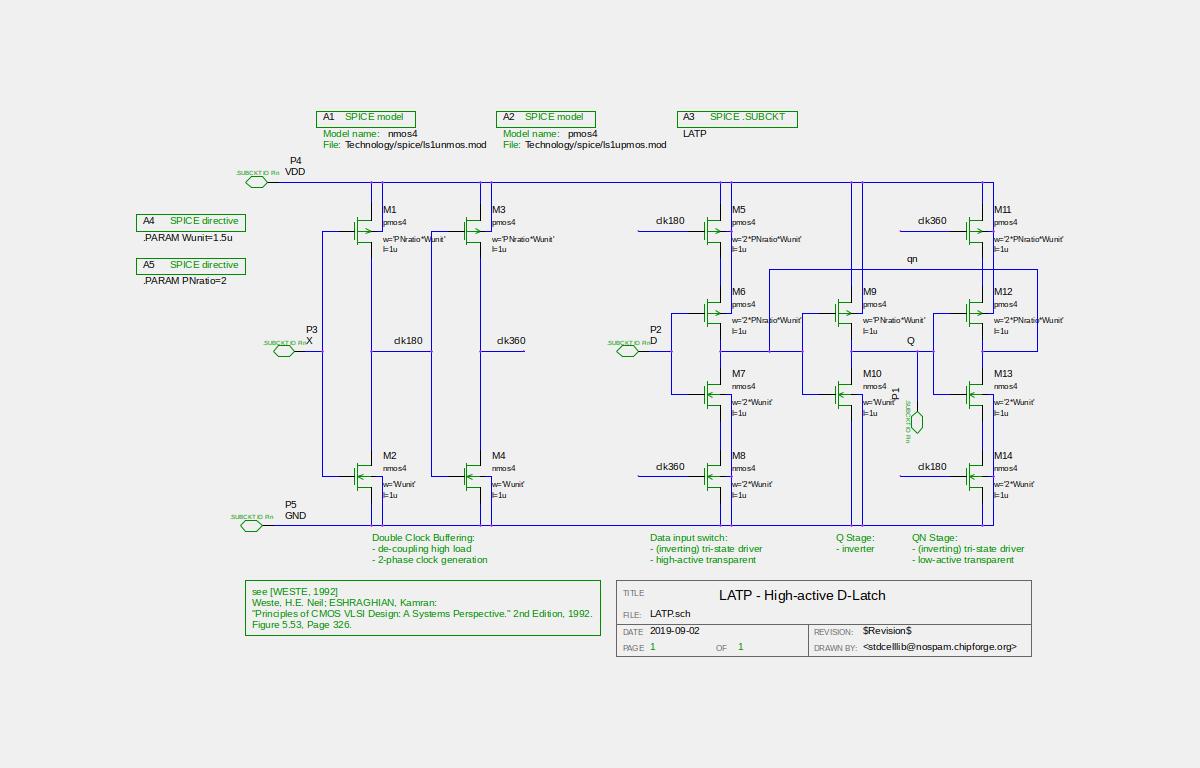 A1 SPICE model
Model name: nmos4
File: Technology/spice/ls1unmos.mod
A2 SPICE model
Model name: pmos4
File: Technology/spice/ls1upmos.mod
A3 SPICE .SUBCKT
LATP
P4
.SUBCKT IO Pin VDD
A4 SPICE directive
.PARAM Wunit=1.5u
A5 SPICE directive
.PARAM PNratio=2
M1
pmos4
w='PNratio*Wunit'
l=1u
M3
pmos4
w='PNratio*Wunit'
l=1u
clk180
M5
pmos4
w='2*PNratio*Wunit'
l=1u
clk360
M11
pmos4
w='2*PNratio*Wunit'
l=1u
qn
M6
pmos4
w='2*PNratio*Wunit'
l=1u
M9
pmos4
w='PNratio*Wunit'
l=1u
M12
pmos4
w='2*PNratio*Wunit'
l=1u
P3
.SUBCKT IO Pin X
clk180
clk360
P2
.SUBCKT IO Pin D
Q
M7
nmos4
w='2*Wunit'
l=1u
M10
nmos4
w='Wunit'
l=1u
P1
.SUBCKT IO Pin
M13
nmos4
w='2*Wunit'
l=1u
M2
nmos4
w='Wunit'
l=1u
M4
nmos4
w='Wunit'
l=1u
clk360
M8
nmos4
w='2*Wunit'
l=1u
clk180
M14
nmos4
w='2*Wunit'
l=1u
P5
.SUBCKT IO Pin GND
Double Clock Buffering:
- de-coupling high load
- 2-phase clock generation
Data input switch:
- (inverting) tri-state driver
- high-active transparent
Q Stage:
- inverter
QN Stage:
- (inverting) tri-state driver
- low-active transparent
see [WESTE, 1992]
Weste, H.E. Neil; ESHRAGHIAN, Kamran:
"Principles of CMOS VLSI Design: A Systems Perspective." 2nd Edition, 1992.
Figure 5.53, Page 326.
TITLE LATP - High-active D-Latch
FILE: LATP.sch
DATE 2019-09-02 REVISION: $Revision$
PAGE 1 OF 1 DRAWN BY: <stdcelllib@nospam.chipforge.org>